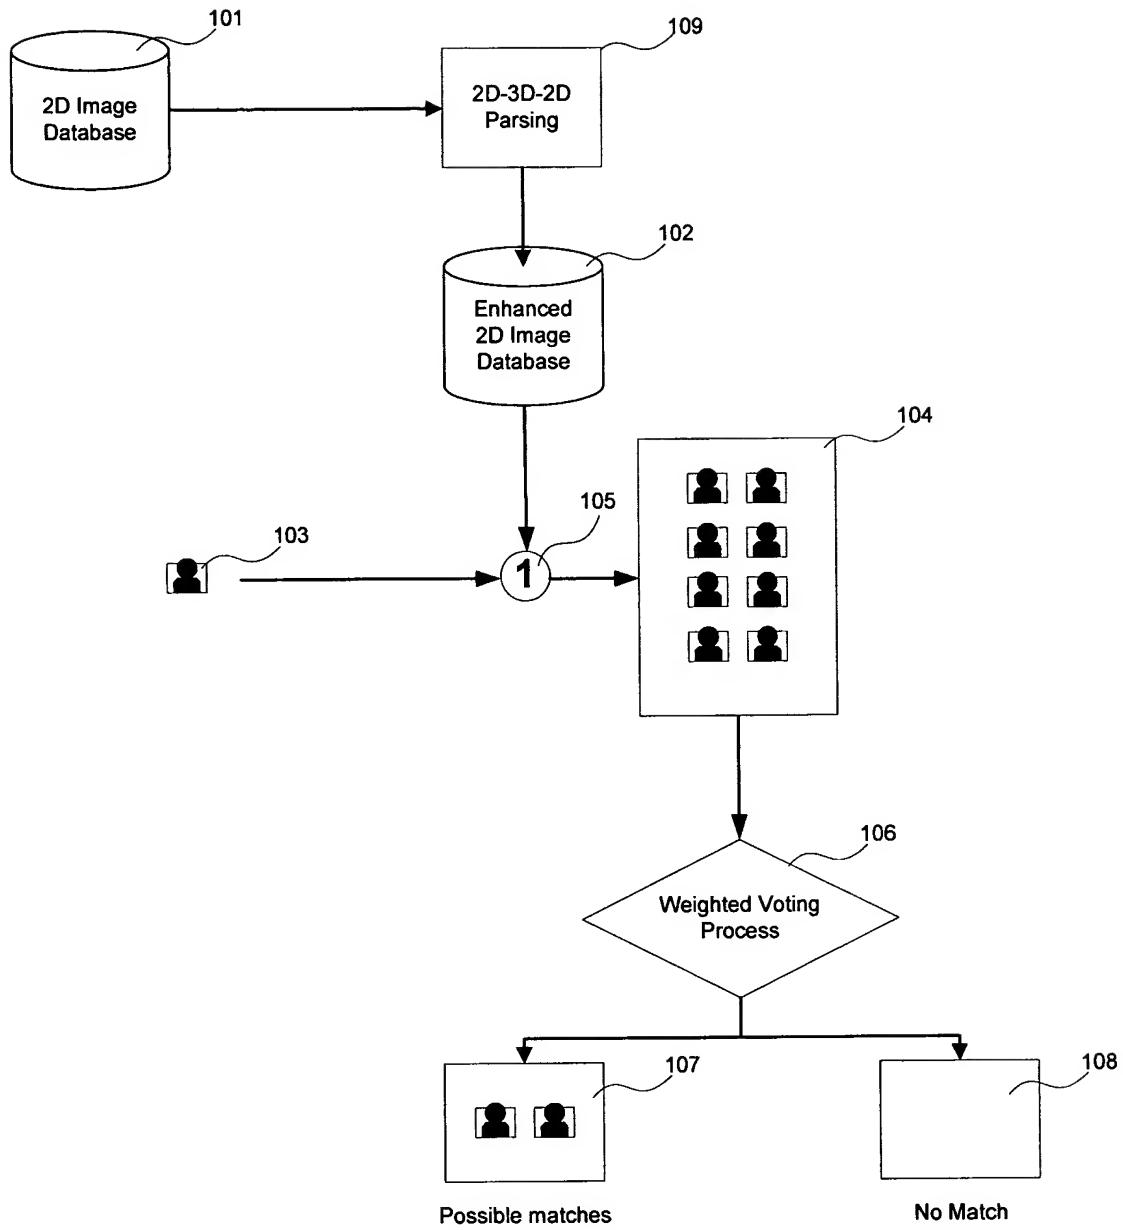 101
109
2D Image
Database
2D-3D-2D
Parsing
102
Enhanced
2D Image
Database
104
105
103
1
106
Weighted Voting
Process
107
108
Possible matches
No Match